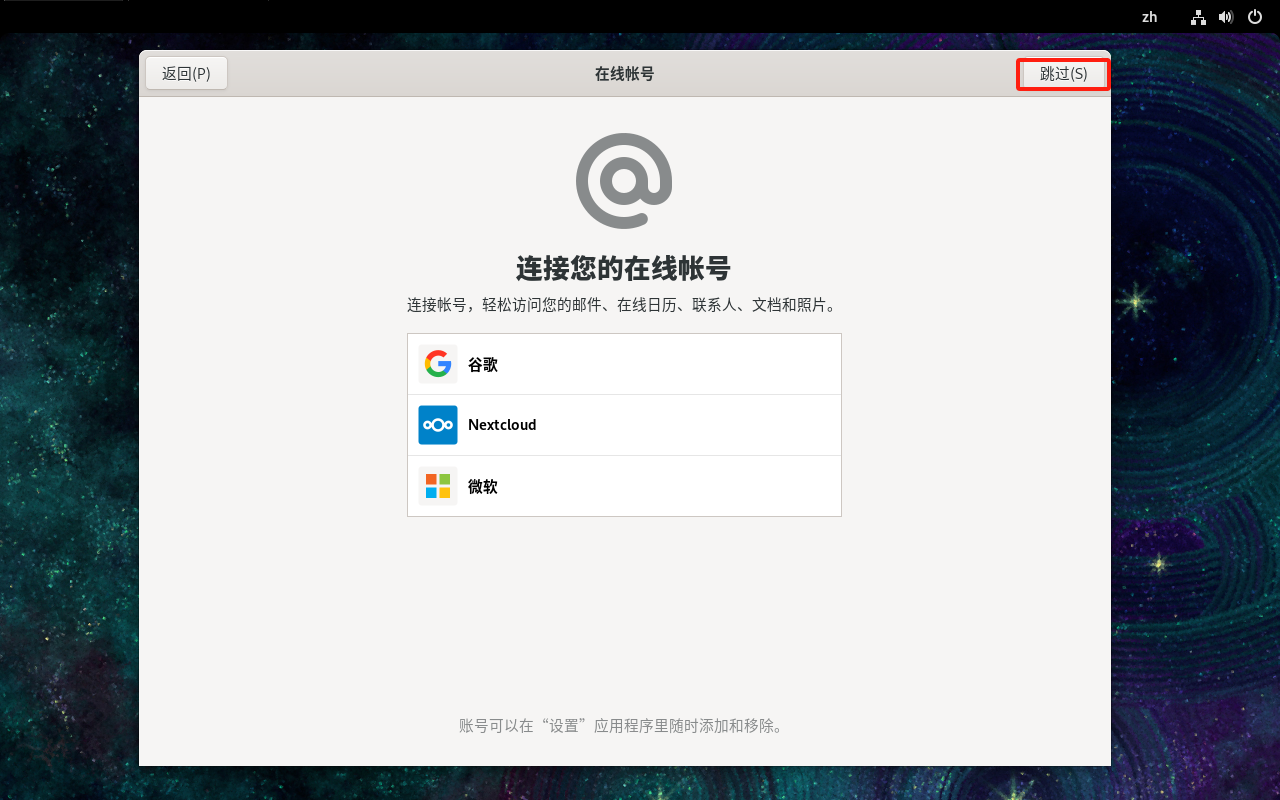 zh
返回(P)
在线帐号
跳过(S)
连接您的在线帐号
连接帐号，轻松访问您的邮件、在线日历、联系人、文档和照片。
谷歌
Nextcloud
微软
账号可以在“设置”应用程序里随时添加和移除。